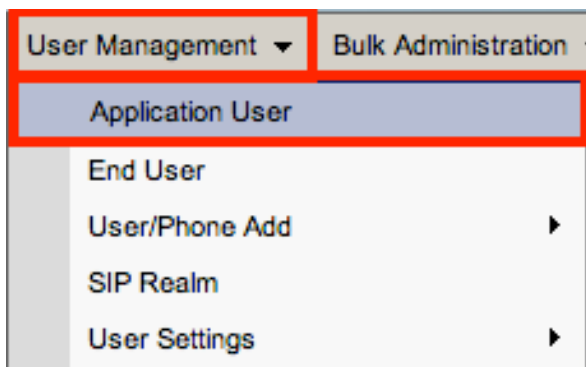 User Management Bulk Administration
Application User
End User
User/Phone Add
SIP Realm
User Settings